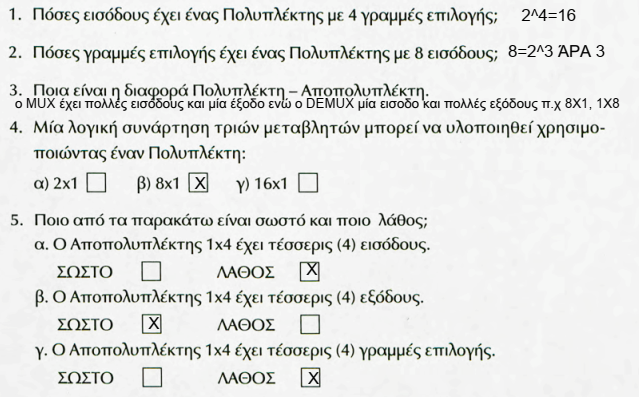 1. Πόσες εισόδους έχει ένας Πολυπλέκτης με 4 γραμμές επιλογής; 2^4=16
2. Πόσες γραμμές επιλογής έχει ένας Πολυπλέκτης με 8 εισόδους; 8=2^3 ΆΡΑ 3
3. Ποια είναι η διαφορά Πολυπλέκτη – Αποπολυπλέκτη.
ο MUX έχει πολλές εισόδους και μία έξοδο ενώ ο DEMUX μία εισοδο και πολλές εξόδους π.χ 8X1, 1X8
4. Μία λογική συνάρτηση τριών μεταβλητών μπορεί να υλοποιηθεί χρησιμο-
ποιώντας έναν Πολυπλέκτη:
α) 2x1 β) 8x1 X γ) 16x1
5. Ποιο από τα παρακάτω είναι σωστό και ποιο λάθος;
α. Ο Αποπολυπλέκτης 1x4 έχει τέσσερις (4) εισόδους.
ΣΩΣΤΟ ΛΑΘΟΣ X
β. Ο Αποπολυπλέκτης 1x4 έχει τέσσερις (4) εξόδους.
ΣΩΣΤΟ X ΛΑΘΟΣ
γ. Ο Αποπολυπλέκτης 1x4 έχει τέσσερις (4) γραμμές επιλογής.
ΣΩΣΤΟ ΛΑΘΟΣ X